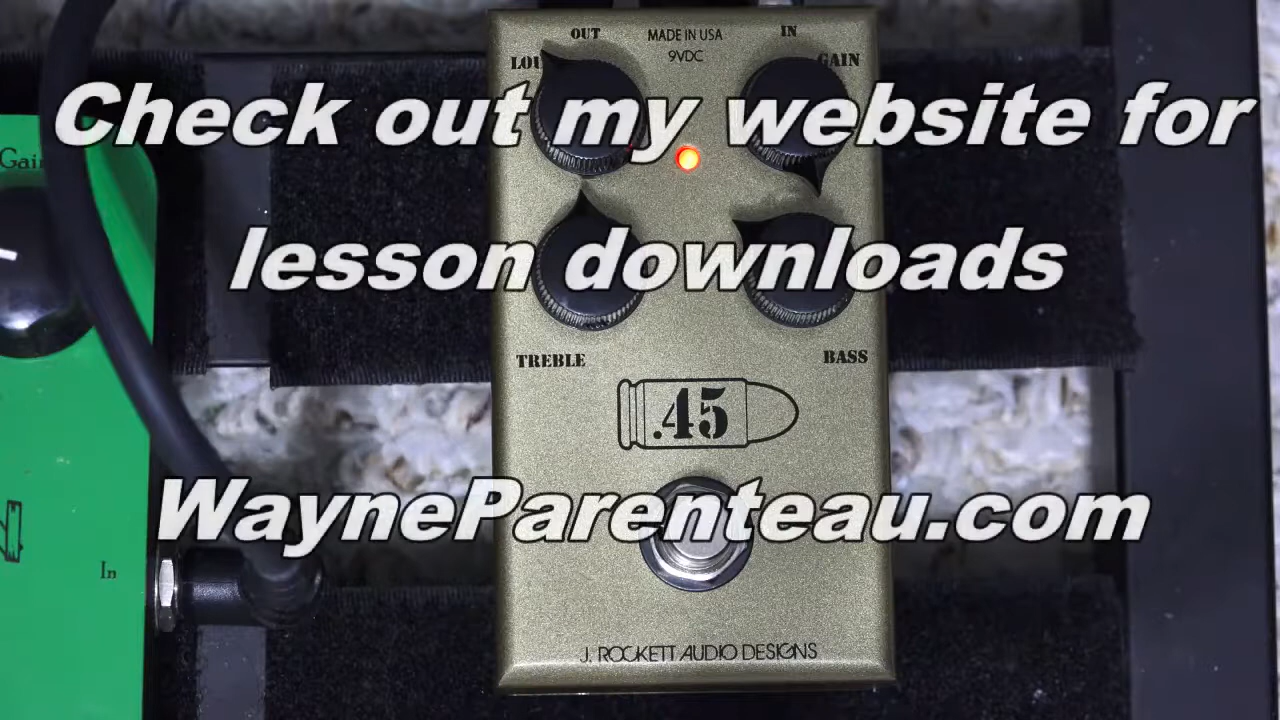 OUT
MADE IN USA
IN
9VDC
GAIN
Check out my website for
lesson downloads
TREBLE
BASS
.45
WayneParenteau.com
In
J. ROCKETT AUDIO DESIGNS